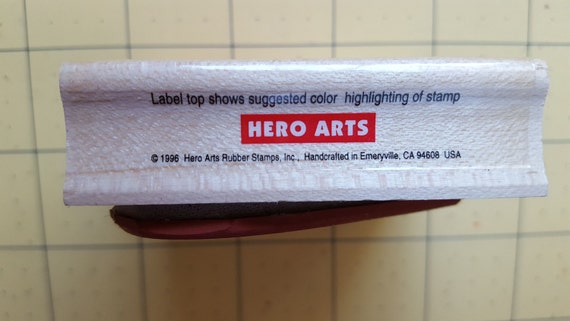 Label top shows suggested color highlighting of stamp
HERO ARTS
© 1996 Hero Arts Rubber Stamps, Inc., Handcrafted in Emeryville, CA 94608 USA